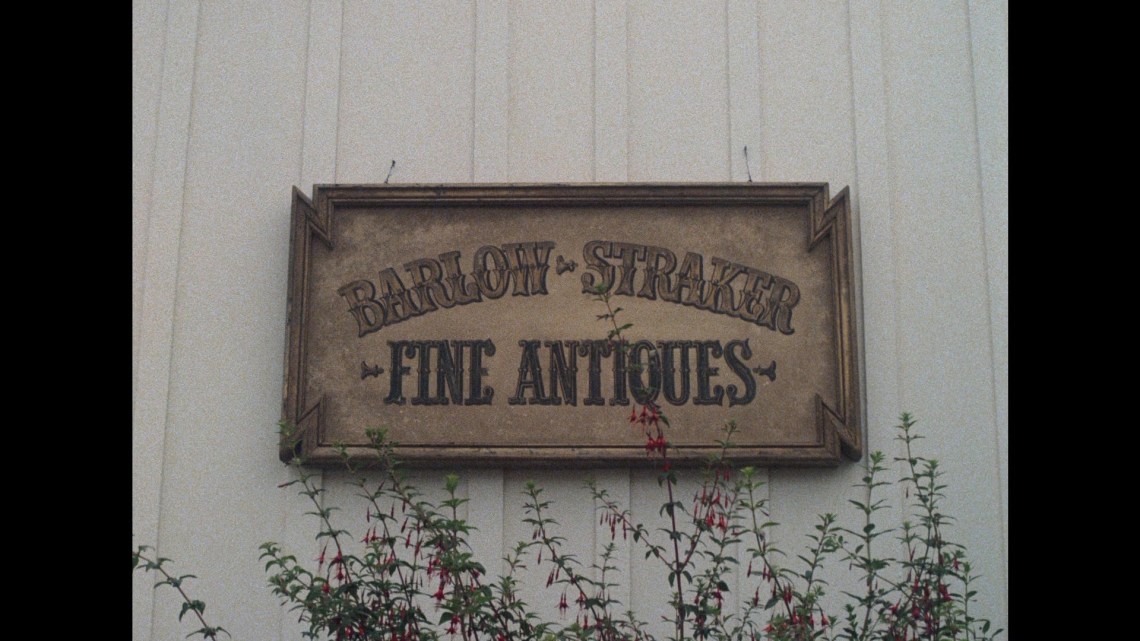 BARLOW - STRAKER
- FINE ANTIQUES -